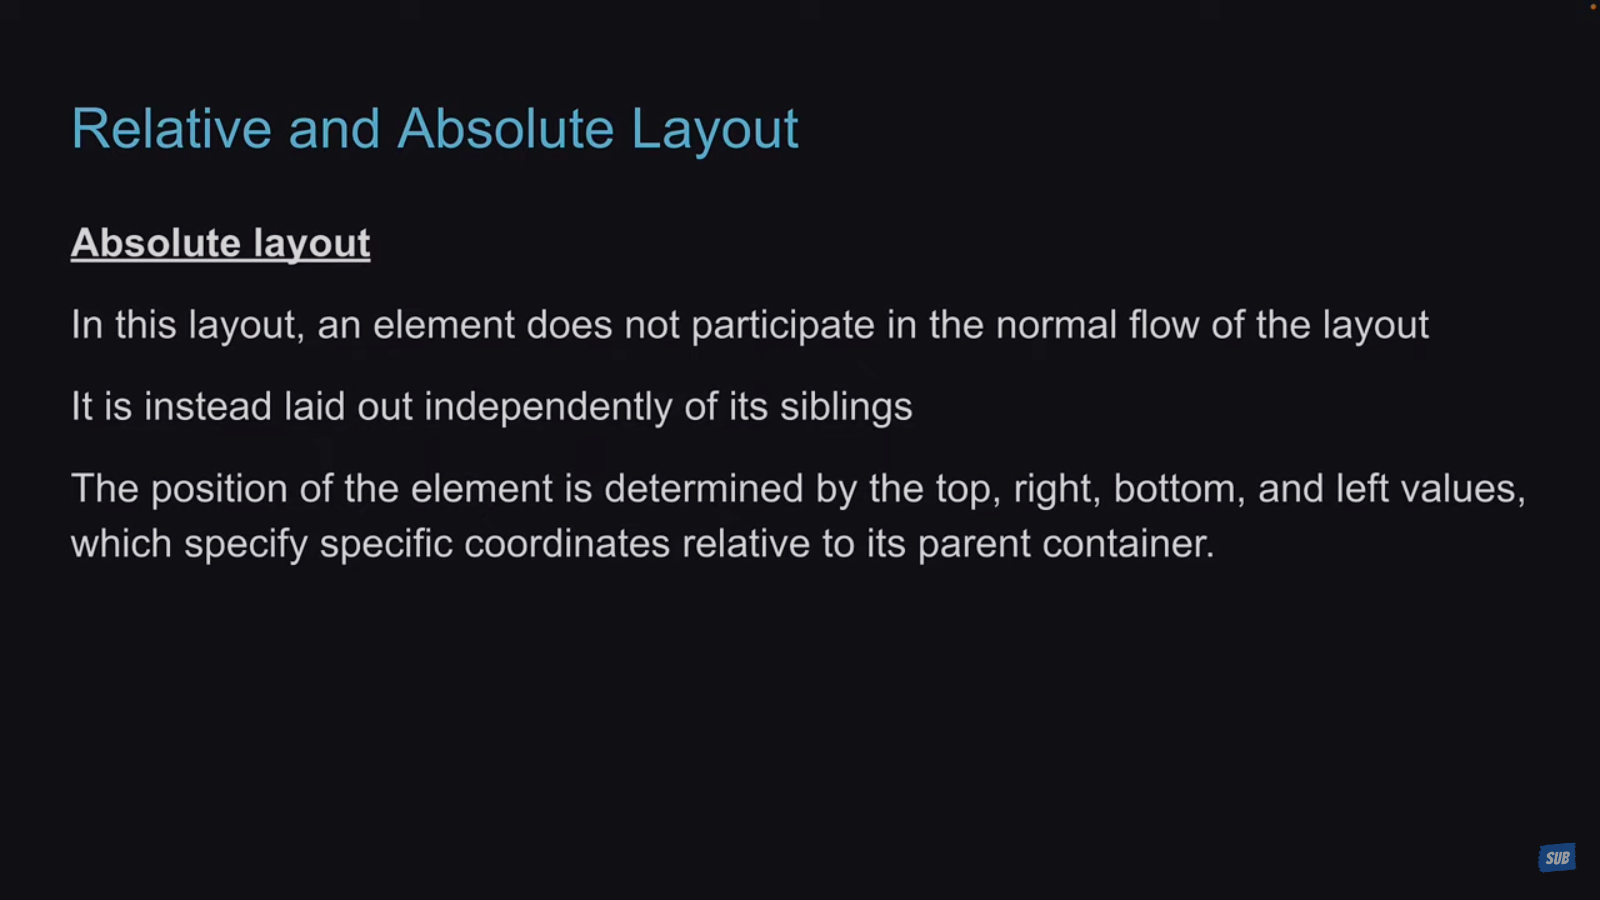 Relative and Absolute Layout
Absolute layout
In this layout, an element does not participate in the normal flow of the layout
It is instead laid out independently of its siblings
The position of the element is determined by the top, right, bottom, and left values,
which specify specific coordinates relative to its parent container.
SUB